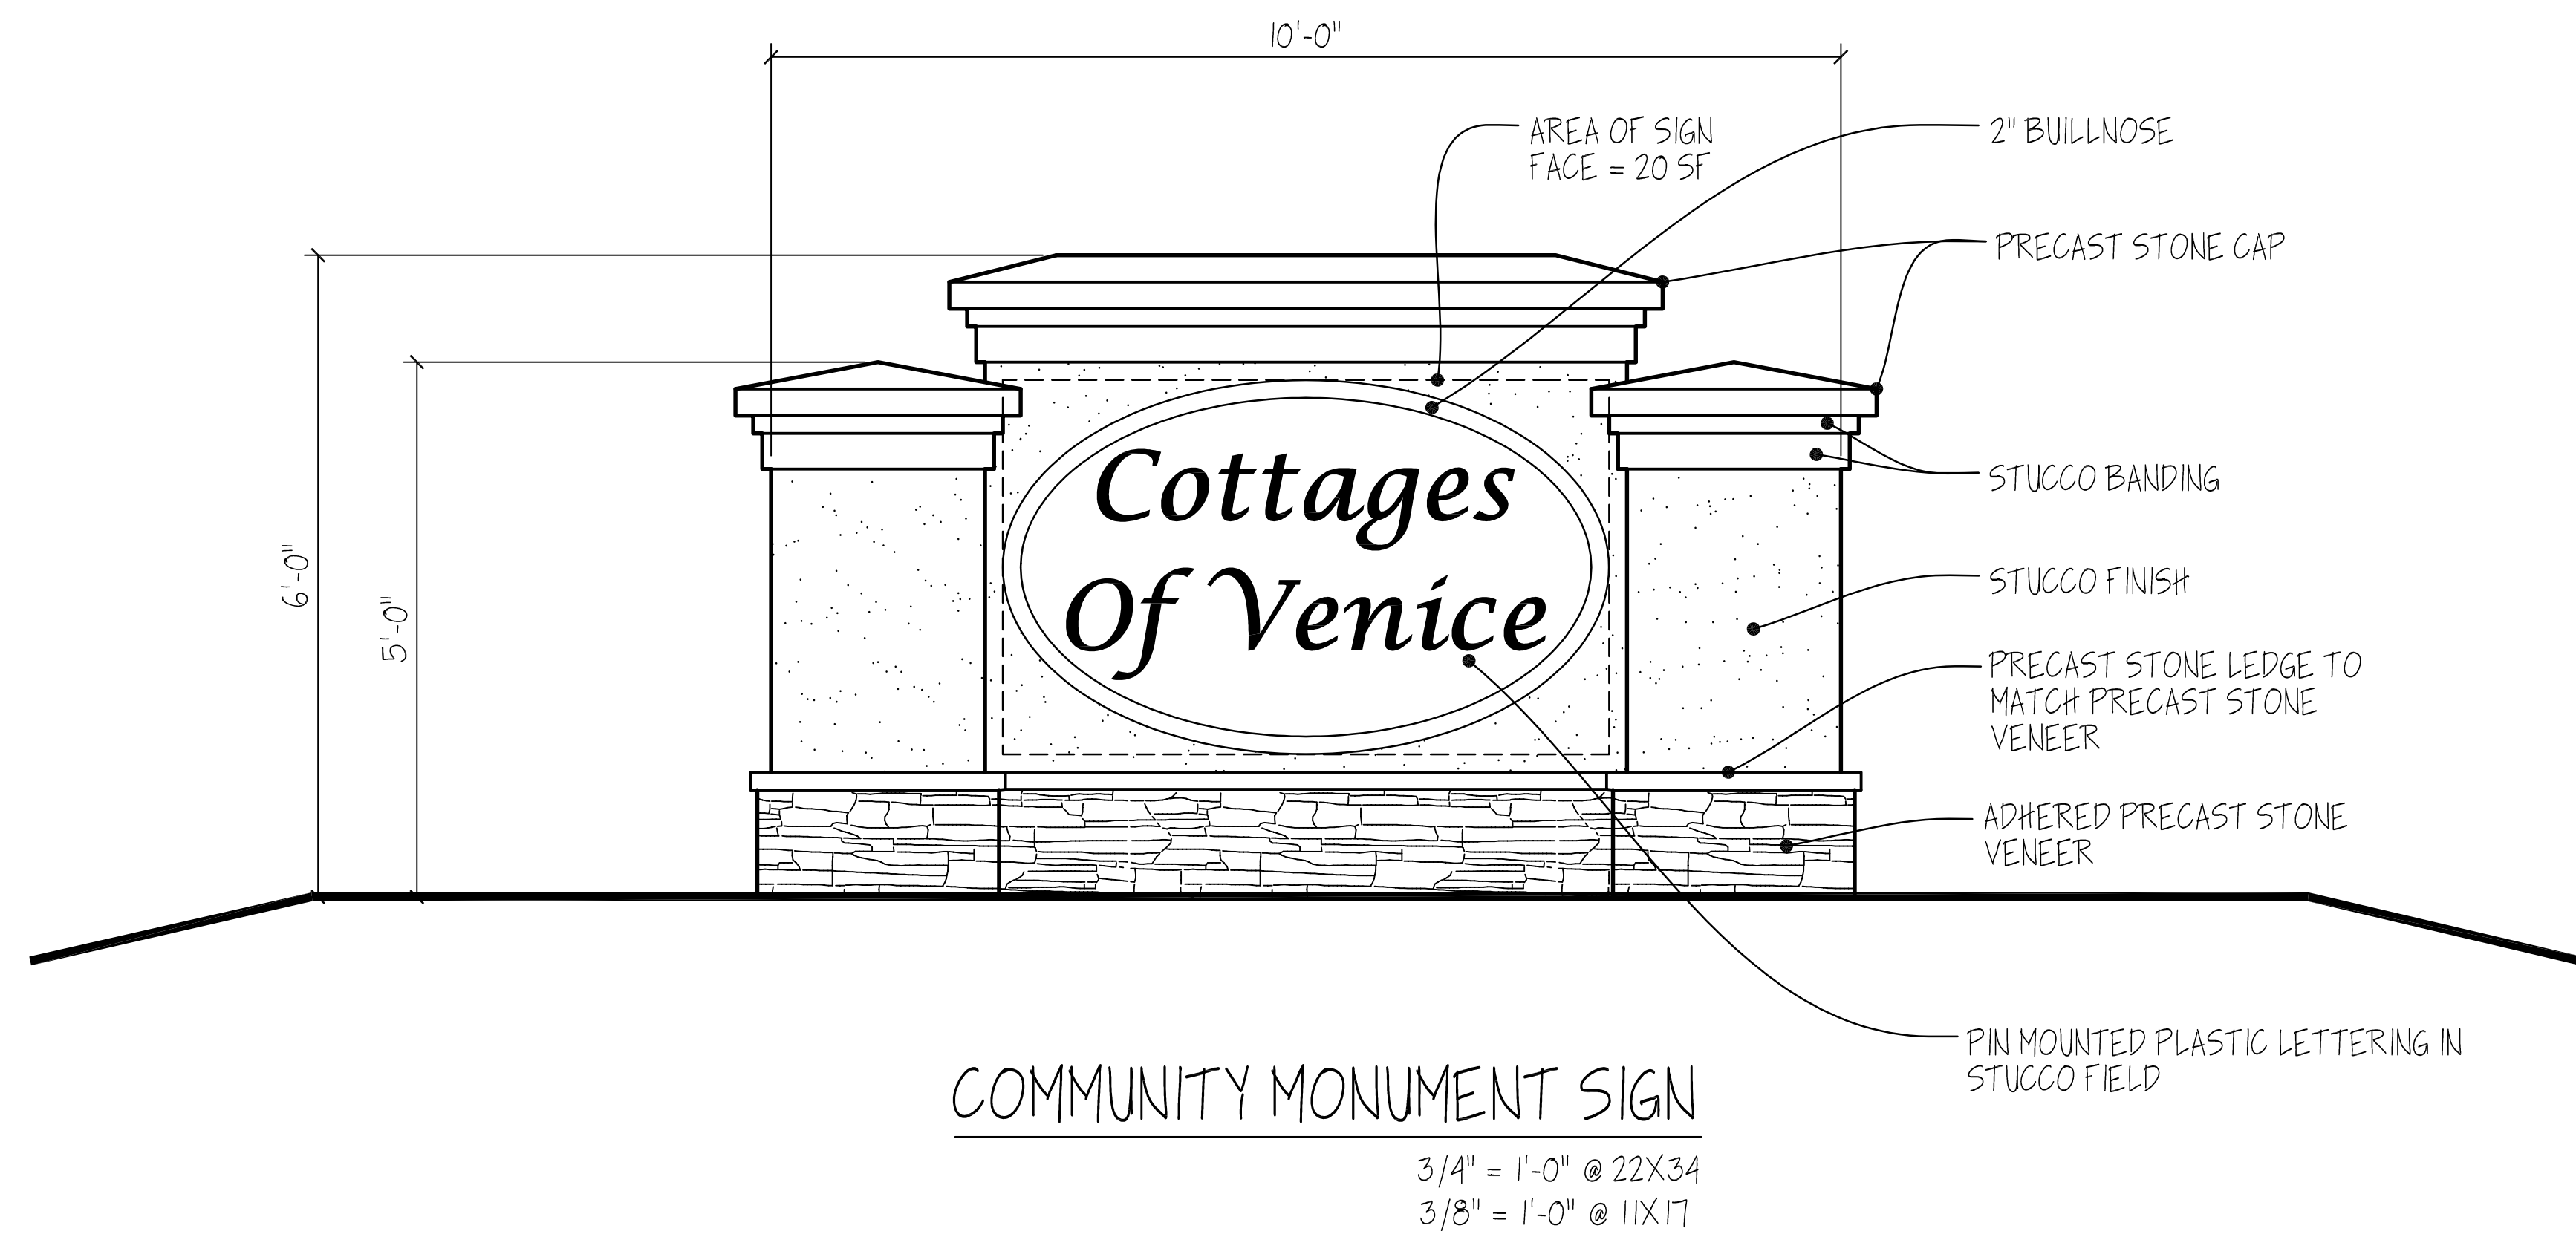 10'-0"
AREA OF SIGN
FACE = 20 SF
2" BUILLNOSE
PRECAST STONE CAP
6'-0"
5'-0"
Cottages
Of Venice
STUCCO BANDING
STUCCO FINISH
PRECAST STONE LEDGE TO
MATCH PRECAST STONE
VENEER
ADHERED PRECAST STONE
VENEER
PIN MOUNTED PLASTIC LETTERING IN
STUCCO FIELD
COMMUNITY MONUMENT SIGN
3/4" = 1'-0" @ 22X34
3/8" = 1'-0" @ 11X17